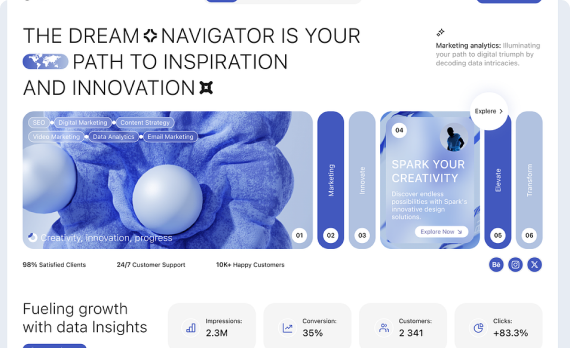 THE DREAM NAVIGATOR IS YOUR
PATH TO INSPIRATION
AND INNOVATION
Marketing analytics: Illuminating
your path to digital triumph by
decoding data intricacies.
Explore
SEO Digital Marketing Content Strategy
Video Marketing Data Analytics Email Marketing
Creativity, innovation, progress
01
Marketing
02
Innovate
03
04
SPARK YOUR
CREATIVITY
Discover endless
possibilities with Spark's
innovative design
solutions.
Explore Now
Elevate
05
Transform
06
98% Satisfied Clients
24/7 Customer Support
10K+ Happy Customers
Bē
Fueling growth
with data Insights
Impressions:
2.3M
Conversion:
35%
Customers:
2 341
Clicks:
+83.3%